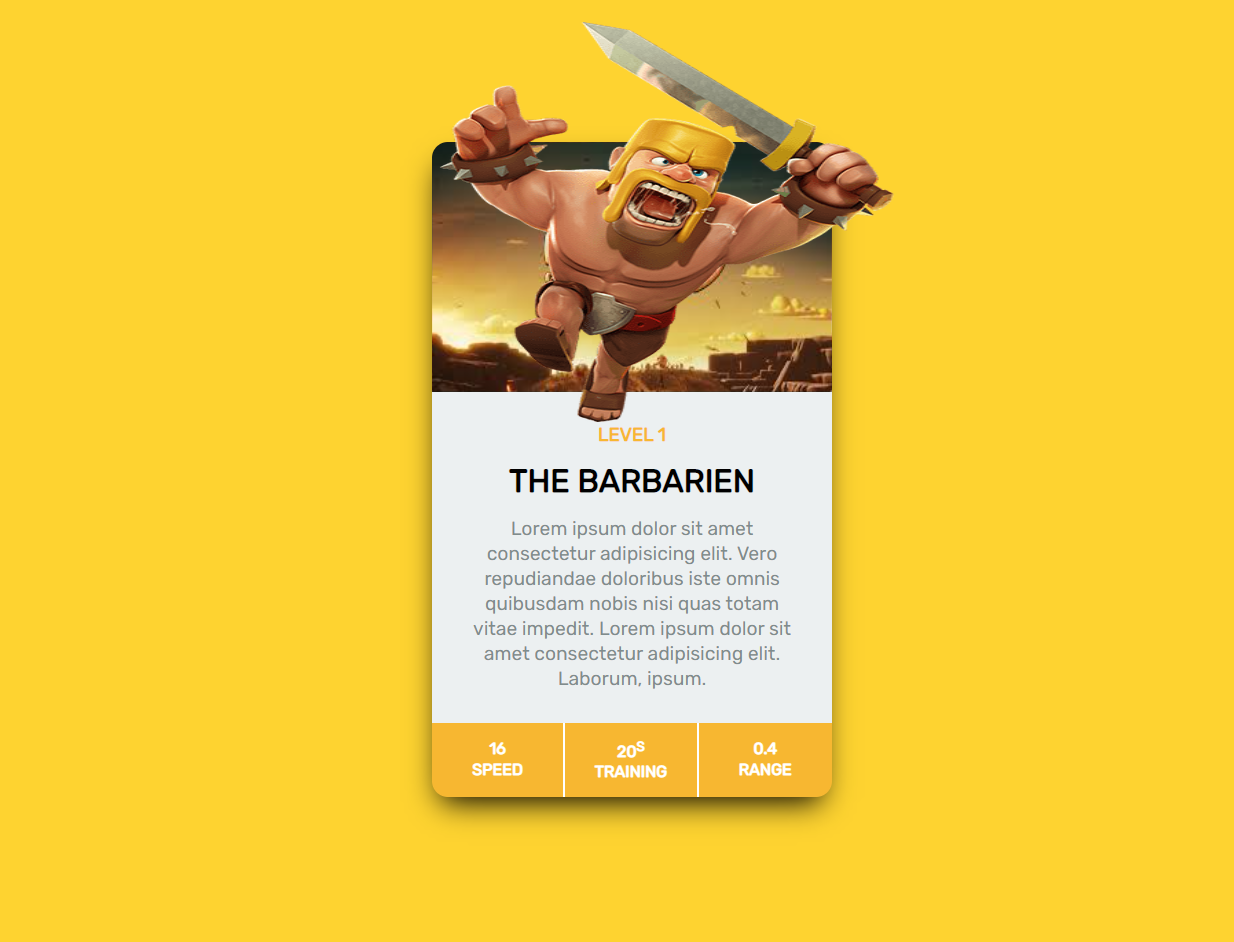 LEVEL 1
THE BARBARIEN
Lorem ipsum dolor sit amet
consectetur adipisicing elit. Vero
repudiandae doloribus iste omnis
quibusdam nobis nisi quas totam
vitae impedit. Lorem ipsum dolor sit
amet consectetur adipisicing elit.
Laborum, ipsum.
16
SPEED
20S
TRAINING
0.4
RANGE